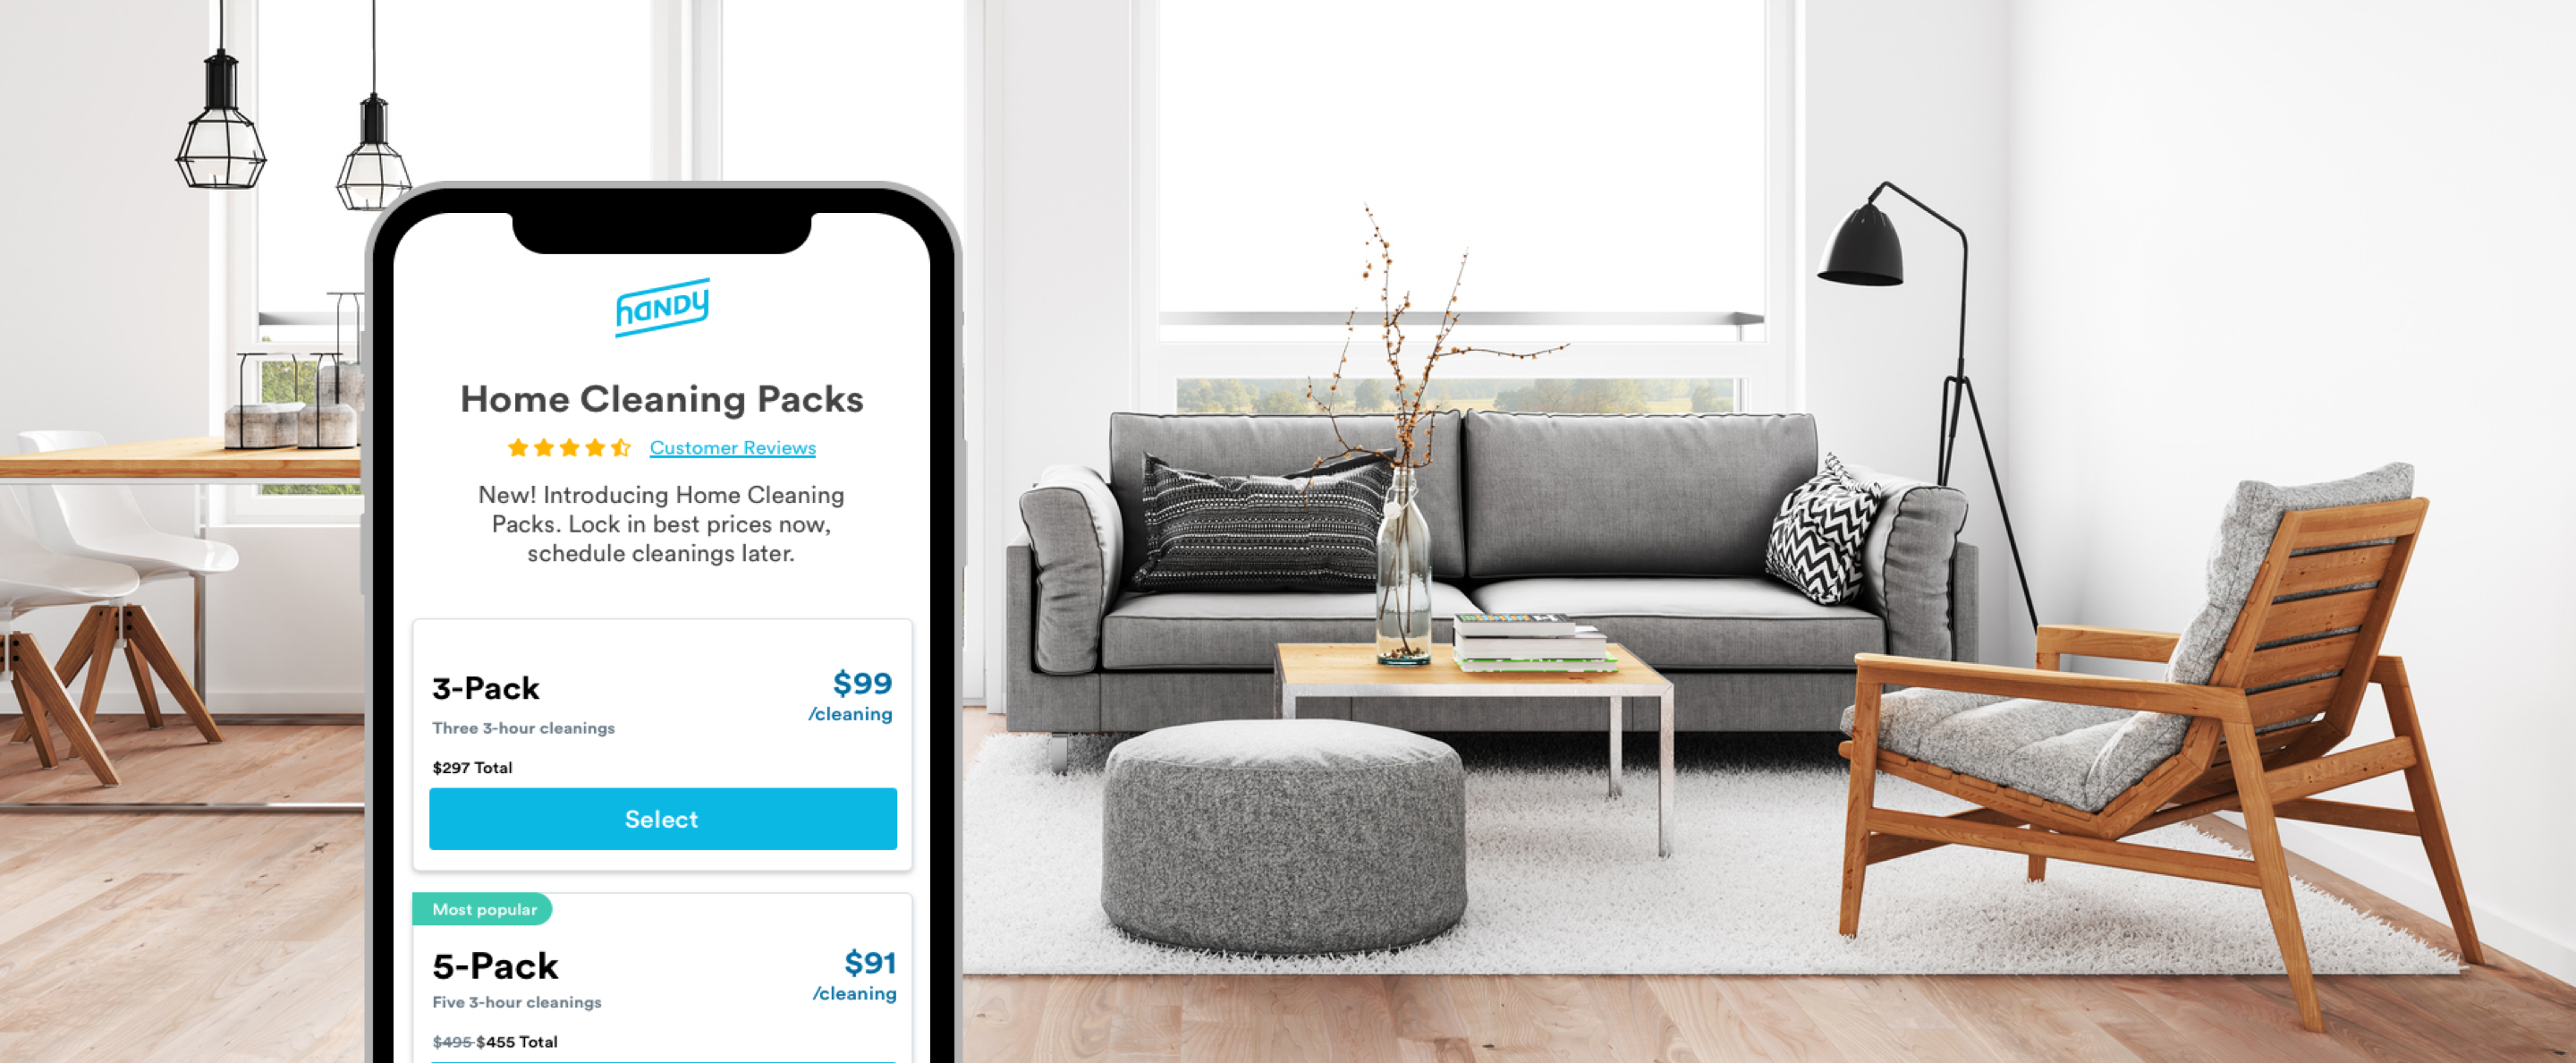 handy
Home Cleaning Packs
Customer Reviews
New! Introducing Home Cleaning
Packs. Lock in best prices now,
schedule cleanings later.
3-Pack
$99
/cleaning
Three 3-hour cleanings
$297 Total
Select
Most popular
5-Pack
$91
/cleaning
Five 3-hour cleanings
$495 $455 Total